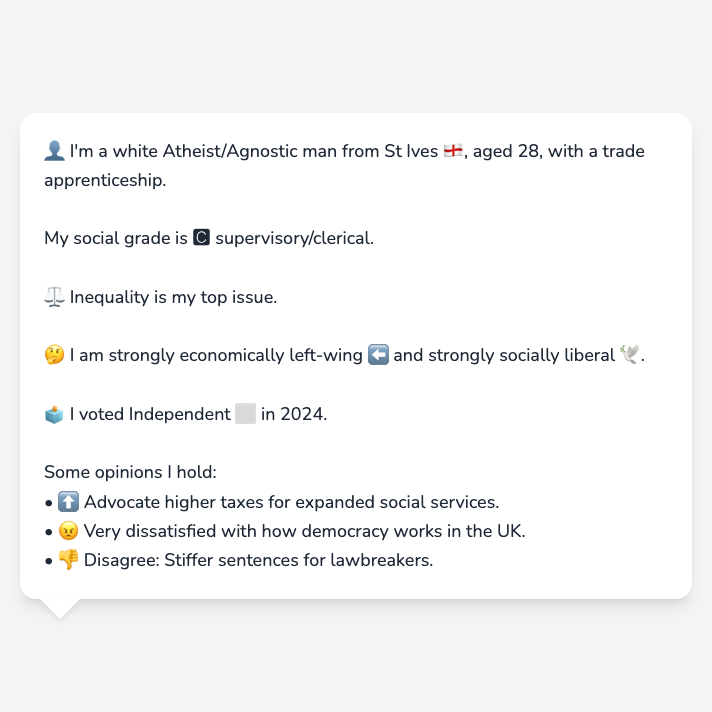 👤 I'm a white Atheist/Agnostic man from St Ives 🏴󠁧󠁢󠁥󠁮󠁧󠁿, aged 28, with a trade
apprenticeship.
My social grade is 🅲 supervisory/clerical.
⚖️ Inequality is my top issue.
🤔 I am strongly economically left-wing ⬅️ and strongly socially liberal 🕊️.
🗳️ I voted Independent ⬜ in 2024.
Some opinions I hold:
• ⬆️ Advocate higher taxes for expanded social services.
• 😠 Very dissatisfied with how democracy works in the UK.
• 👎 Disagree: Stiffer sentences for lawbreakers.